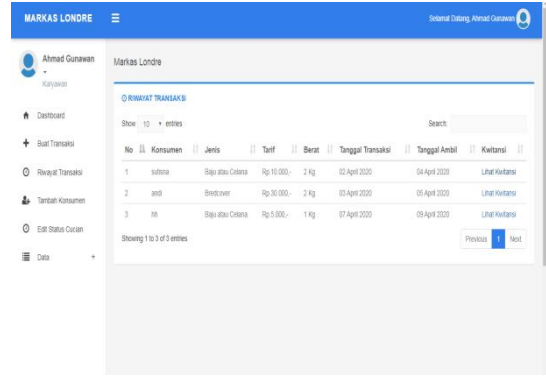 MARKAS LONDRE
Selamat Datang, Ahmad Gunawan
Ahmad Gunawan
Karyawan
Dashboard
Buat Transaksi
Riwayat Transaksi
Tambah Konsumen
Edit Status Cucian
Data +
Markas Londre
RIWAYAT TRANSAKSI
Show 10 entries Search:
No Konsumen Jenis Tarif Berat Tanggal Transaksi Tanggal Ambil Kwitansi
1 sutisna Baju atau Celana Rp.10.000,- 2 Kg 02 April 2020 04 April 2020 Lihat Kwitansi
2 andi Bredcover Rp.30.000,- 2 Kg 03 April 2020 05 April 2020 Lihat Kwitansi
3 Baju atau Celana Rp.5.000,- 1 Kg 07 April 2020 09 April 2020 Lihat Kwitansi
Showing 1 to 3 of 3 entries
Previous 1 Next